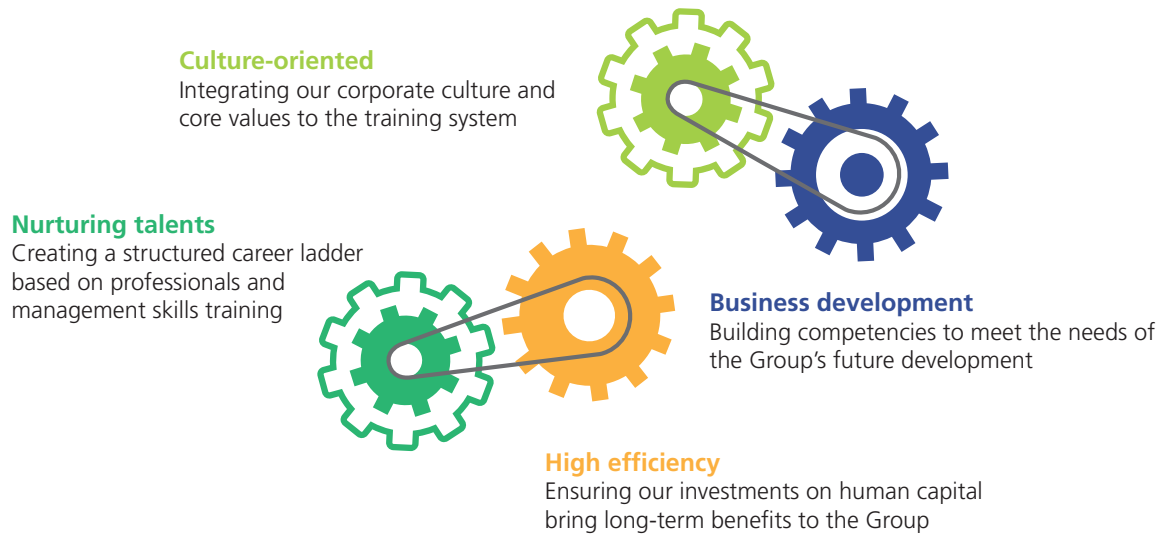 Culture-oriented
Integrating our corporate culture and
core values to the training system
Nurturing talents
Creating a structured career ladder
based on professionals and
management skills training
Business development
Building competencies to meet the needs of
the Group’s future development
High efficiency
Ensuring our investments on human capital
bring long-term benefits to the Group